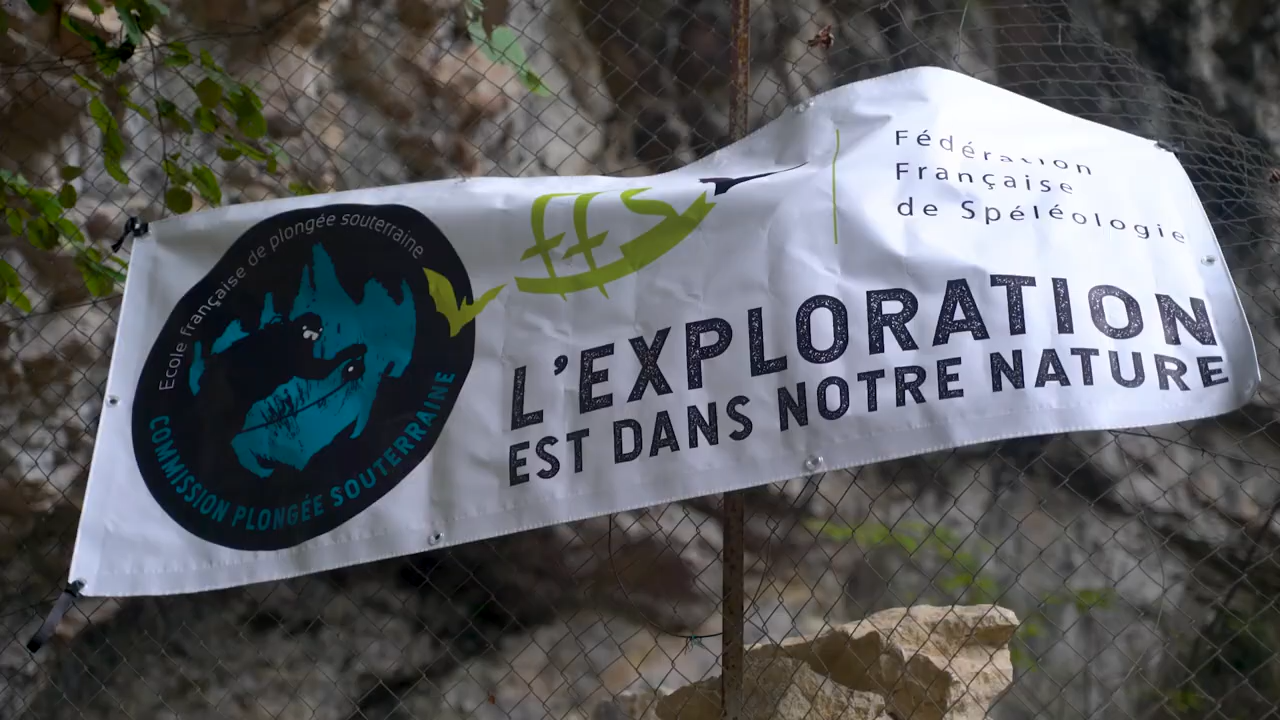 Ecole française de plongée souterraine
COMMISSION PLONGÉE SOUTERRAINE
ffs
Fédération
Française
de Spéléologie
L'EXPLORATION
EST DANS NOTRE NATURE